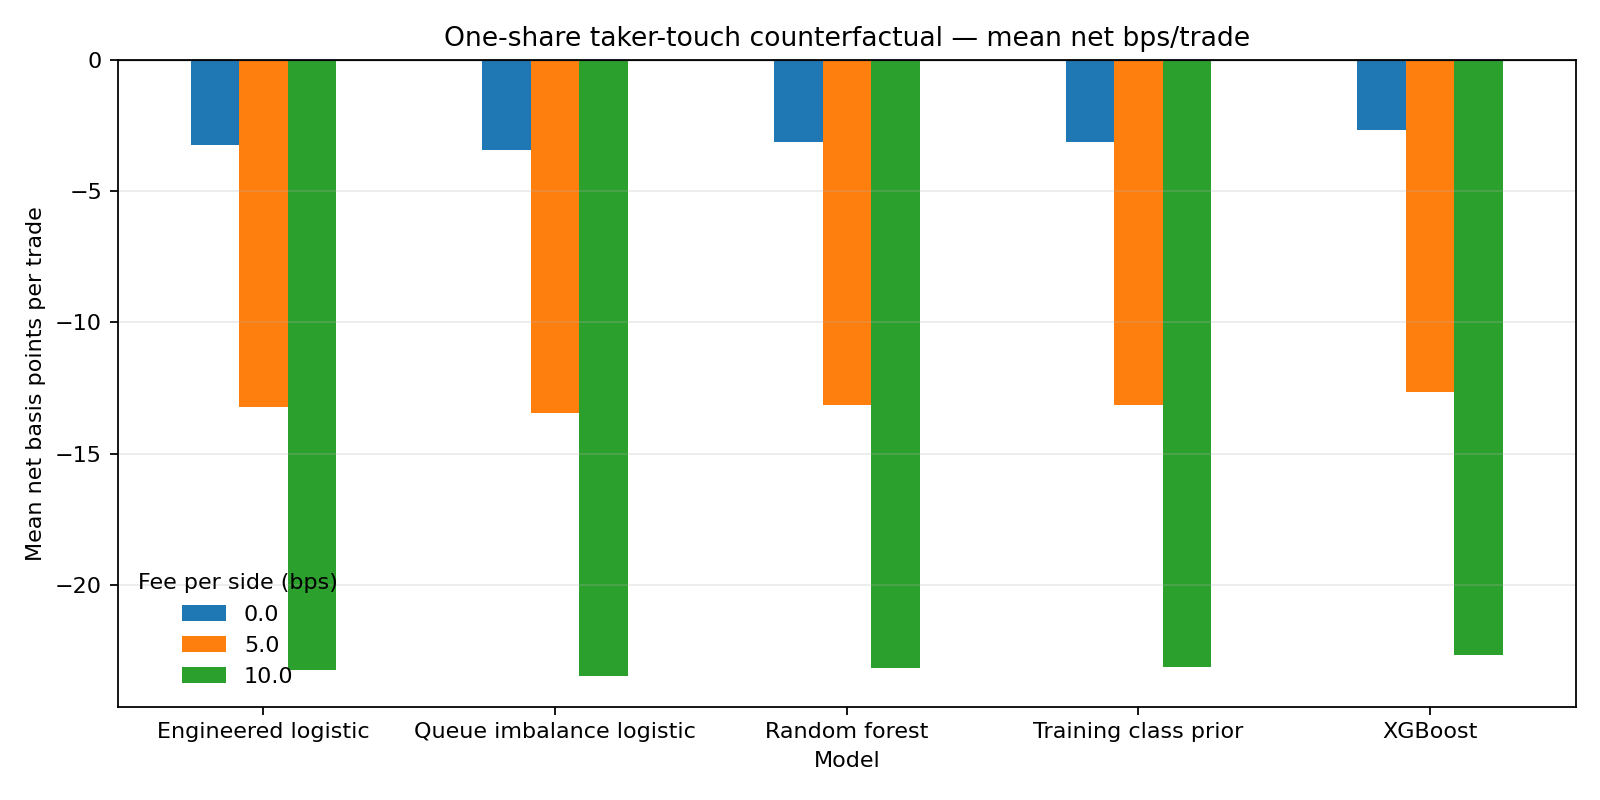 One-share taker-touch counterfactual — mean net bps/trade
Mean net basis points per trade
0
−5
−10
−15
−20
Fee per side (bps)
0.0
5.0
10.0
Engineered logistic
Queue imbalance logistic
Random forest
Training class prior
XGBoost
Model